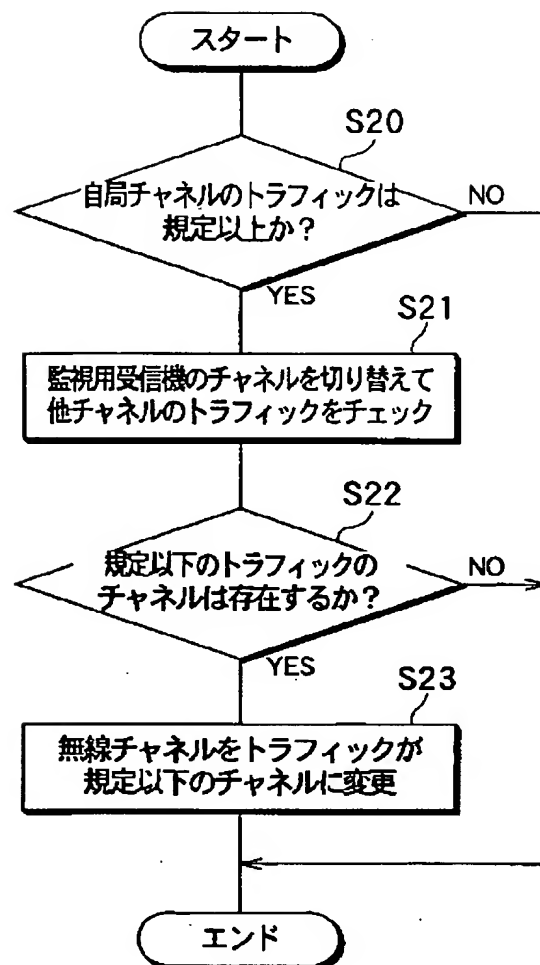 スタート
S20
自局チャネルのトラフィックは
規定以上か?
NO
YES
S21
監視用受信機のチャネルを切り替えて
他チャネルのトラフィックをチェック
S22
規定以下のトラフィックの
チャネルは存在するか?
NO
YES
S23
無線チャネルをトラフィックが
規定以下のチャネルに変更
エンド